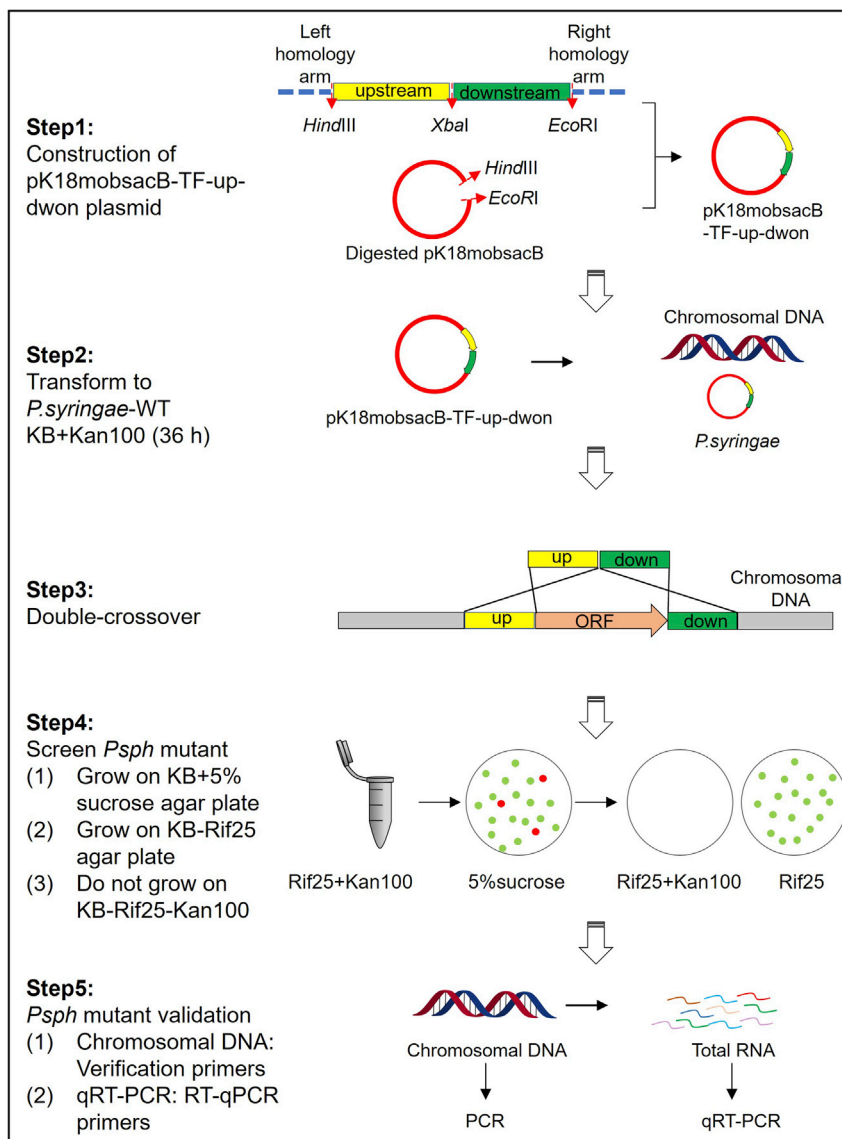 Left
homology
arm
Right
homology
arm
upstream
downstream
HindIII
XbaI
EcoRI
Step1:
Construction of
pK18mobsacB-TF-up-
dwon plasmid
HindIII
EcoRI
Digested pK18mobsacB
pK18mobsacB
-TF-up-dwon
Step2:
Transform to
P.syringae-WT
KB+Kan100 (36 h)
pK18mobsacB-TF-up-dwon
Chromosomal DNA
P.syringae
Step3:
Double-crossover
up
down
Chromosomal
DNA
up
ORF
down
Step4:
Screen Psph mutant
(1) Grow on KB+5%
sucrose agar plate
(2) Grow on KB-Rif25
agar plate
(3) Do not grow on
KB-Rif25-Kan100
Rif25+Kan100
5%sucrose
Rif25+Kan100
Rif25
Step5:
Psph mutant validation
(1) Chromosomal DNA:
Verification primers
(2) qRT-PCR: RT-qPCR
primers
Chromosomal DNA
Total RNA
PCR
qRT-PCR